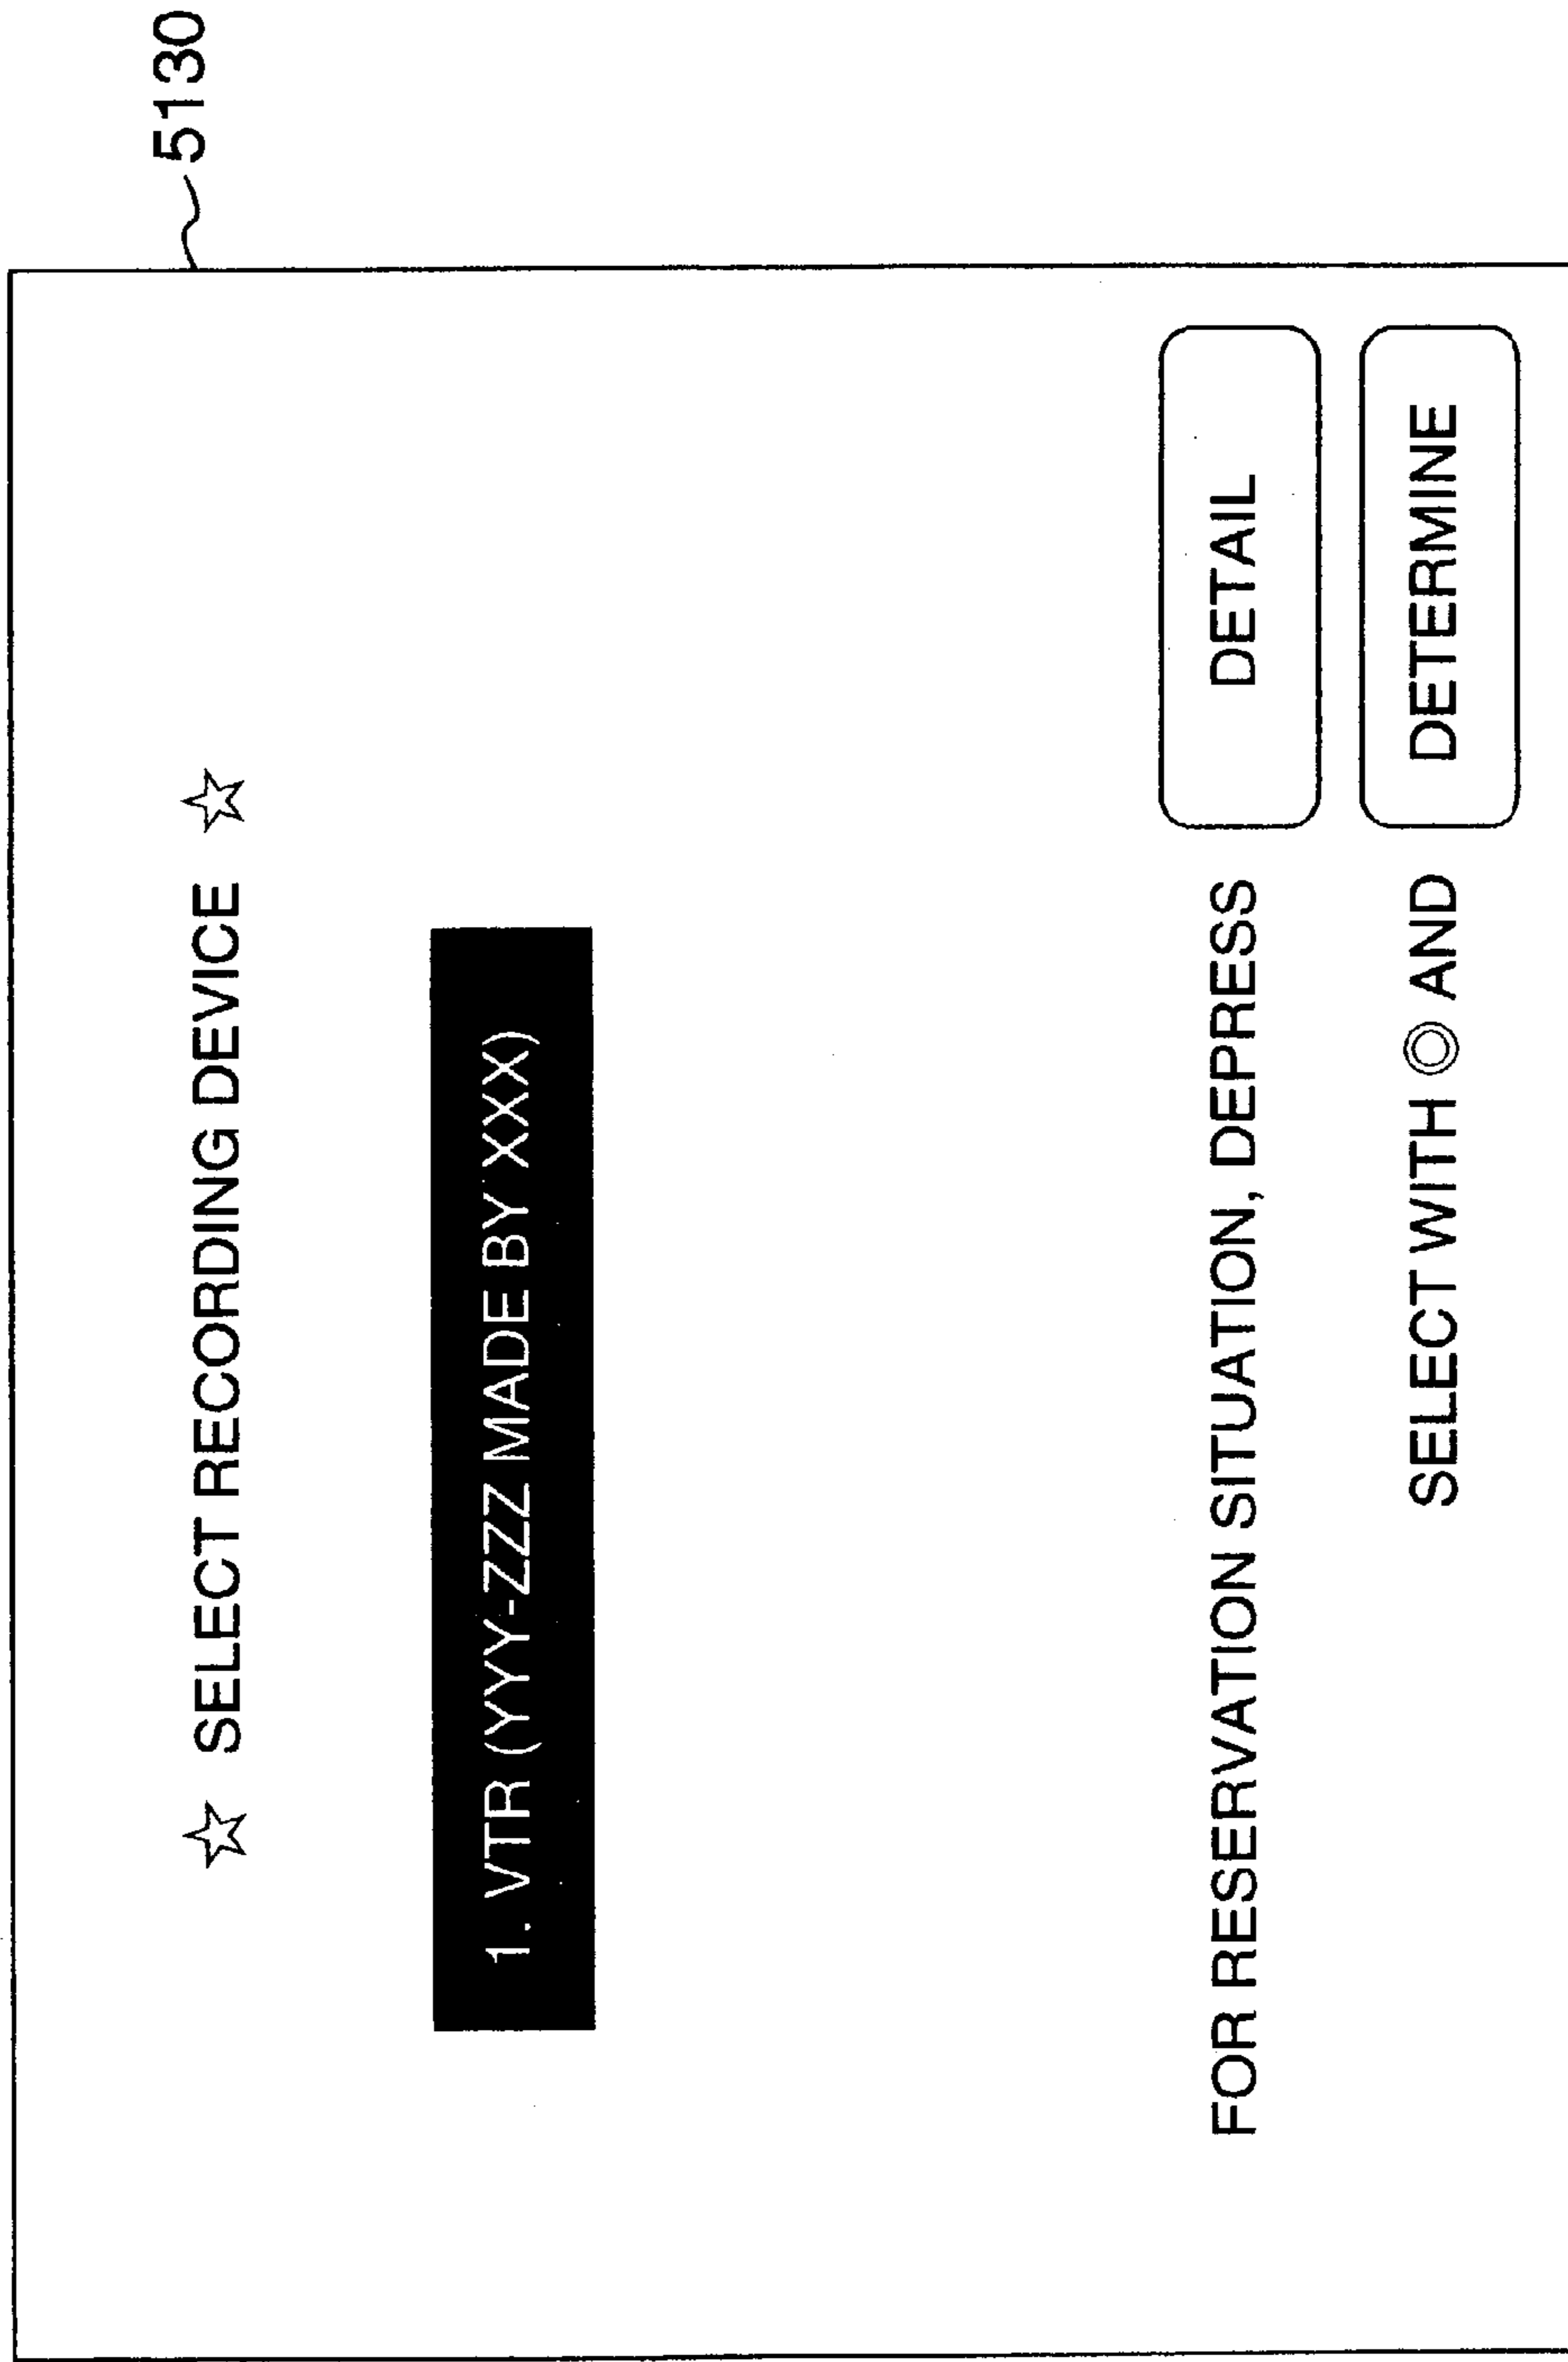 5130
☆ SELECT RECORDING DEVICE ☆
1. VTR (YYY-ZZZ MADE BY XXX)
FOR RESERVATION SITUATION, DEPRESS DETAIL
SELECT WITH ◎ AND DETERMINE